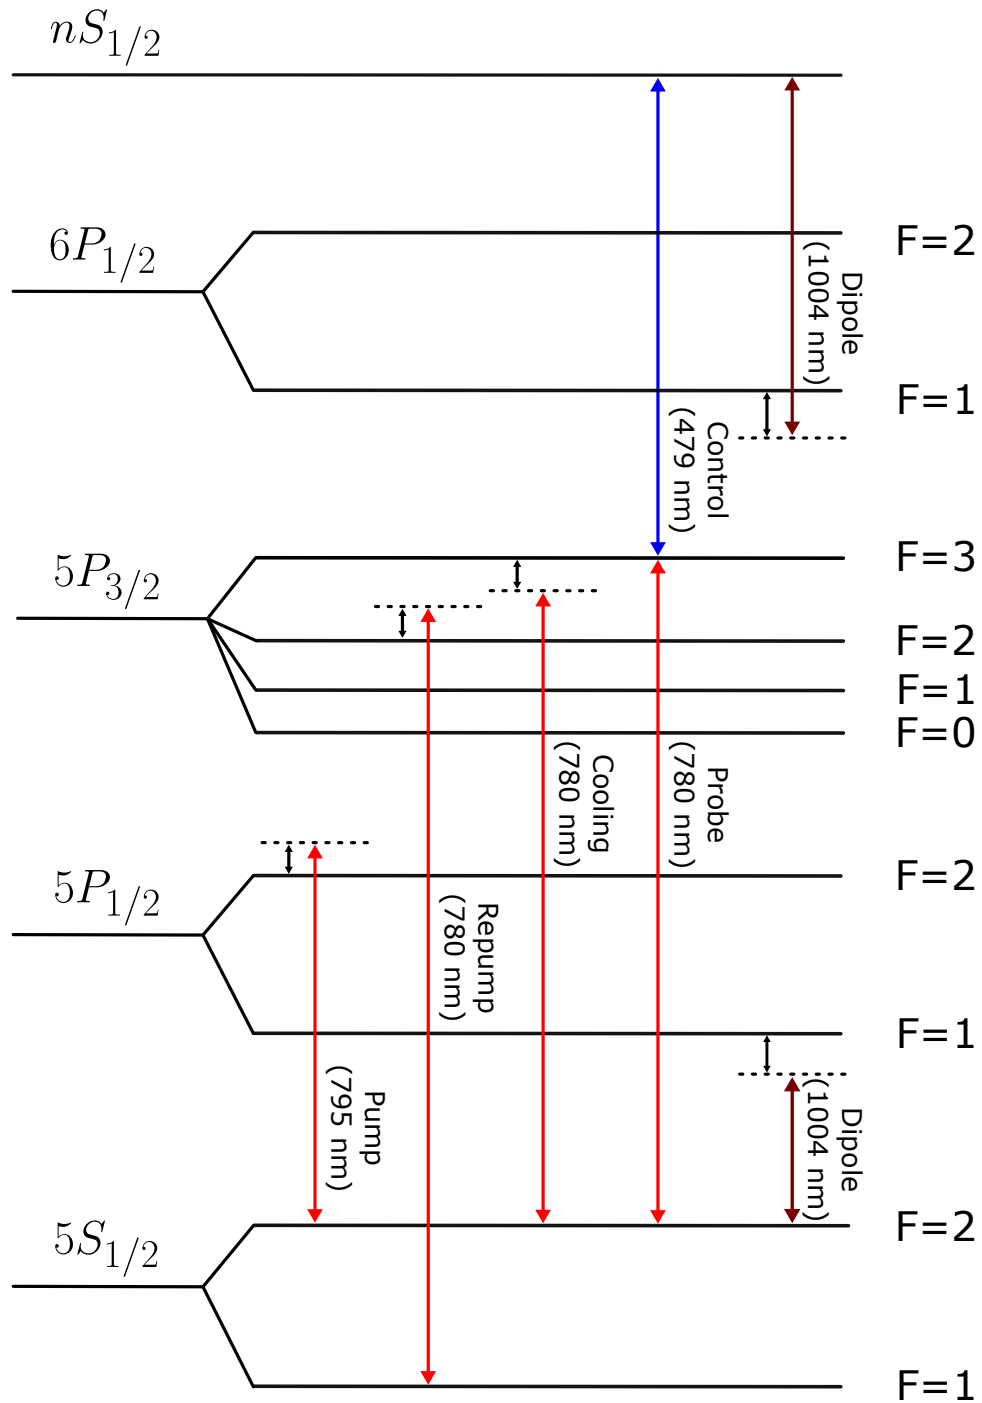 nS1/2
6P1/2
F=2
Dipole
(1004 nm)
F=1
Control
(479 nm)
5P3/2
F=3
F=2
F=1
F=0
Probe
(780 nm)
Cooling
(780 nm)
5P1/2
F=2
Repump
(780 nm)
F=1
Pump
(795 nm)
Dipole
(1004 nm)
5S1/2
F=2
F=1